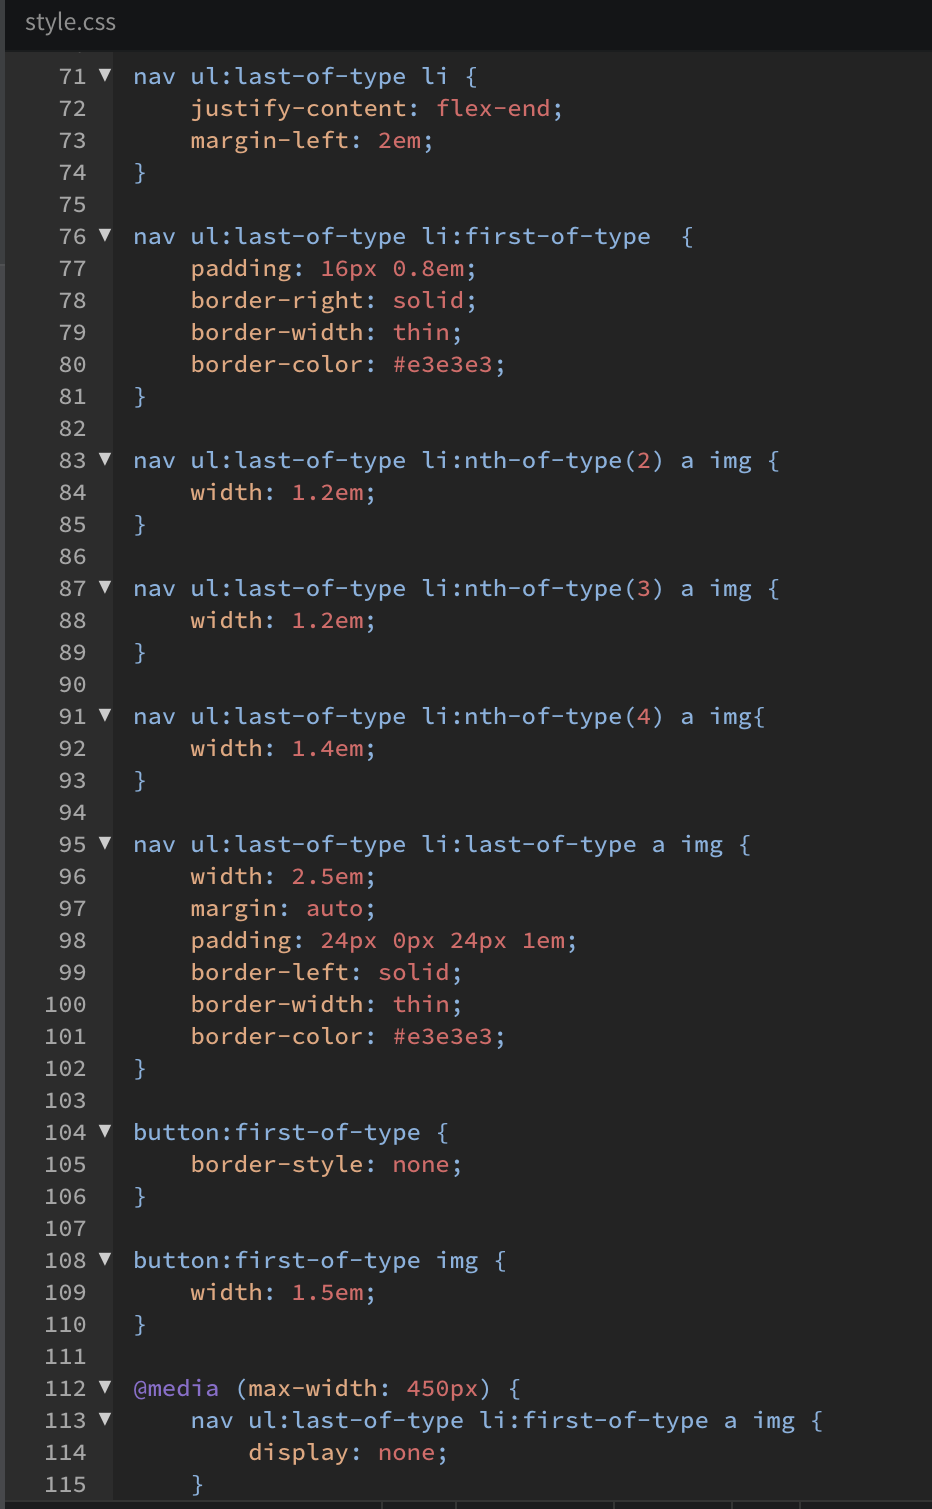 style.css
71 ▼ nav ul:last-of-type li {
72 justify-content: flex-end;
73 margin-left: 2em;
74 }
75
76 ▼ nav ul:last-of-type li:first-of-type  {
77 padding: 16px 0.8em;
78 border-right: solid;
79 border-width: thin;
80 border-color: #e3e3e3;
81 }
82
83 ▼ nav ul:last-of-type li:nth-of-type(2) a img {
84 width: 1.2em;
85 }
86
87 ▼ nav ul:last-of-type li:nth-of-type(3) a img {
88 width: 1.2em;
89 }
90
91 ▼ nav ul:last-of-type li:nth-of-type(4) a img{
92 width: 1.4em;
93 }
94
95 ▼ nav ul:last-of-type li:last-of-type a img {
96 width: 2.5em;
97 margin: auto;
98 padding: 24px 0px 24px 1em;
99 border-left: solid;
100 border-width: thin;
101 border-color: #e3e3e3;
102 }
103
104 ▼ button:first-of-type {
105 border-style: none;
106 }
107
108 ▼ button:first-of-type img {
109 width: 1.5em;
110 }
111
112 ▼ @media (max-width: 450px) {
113 ▼ nav ul:last-of-type li:first-of-type a img {
114 display: none;
115 }